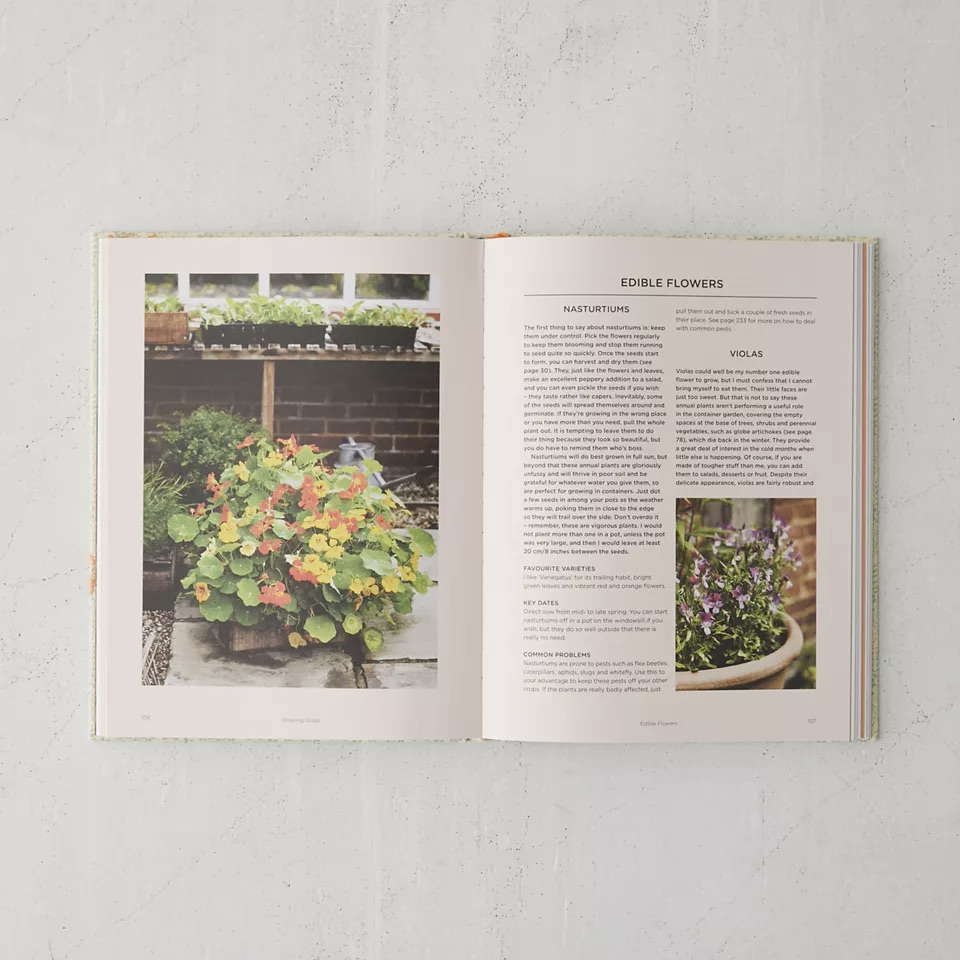 EDIBLE FLOWERS
NASTURTIUMS
The first thing to say about nasturtiums is: keep
them under control. Pick the flowers regularly
to keep them blooming and stop them running
to seed quite so quickly. Once the seeds start
to form, you can harvest and dry them (see
page 30). They, just like the flowers and leaves,
make an excellent peppery addition to a salad,
and you can even pickle the seeds if you wish
– they taste rather like capers. Inevitably, some
of the seeds will spread themselves around and
germinate. If they're growing in the wrong place
or you have more than you need, pull the whole
plant out. It is tempting to leave them to do
their thing because they look so beautiful, but
you do have to remind them who's boss.
Nasturtiums will do best grown in full sun, but
beyond that these annual plants are gloriously
unfussy and will thrive in poor soil and be
grateful for whatever water you give them, so
are perfect for growing in containers. Just dot
a few seeds in among your pots as the weather
warms up, poking them in close to the edge
so they will trail over the side. Don't overdo it
– remember, these are vigorous plants. I would
not plant more than one in a pot, unless the pot
was very large, and then I would leave at least
20 cm/8 inches between the seeds.
FAVOURITE VARIETIES
I like 'Variegatus' for its trailing habit, bright
green leaves and vibrant red and orange flowers.
KEY DATES
Direct sow from mid- to late spring. You can start
nasturtiums off in a pot on the windowsill if you
wish, but they do so well outside that there is
really no need.
COMMON PROBLEMS
Nasturtiums are prone to pests such as flea beetles,
caterpillars, aphids, slugs and whitefly. Use this to
your advantage to keep these pests off your other
crops. If the plants are really badly affected, just
pull them out and tuck a couple of fresh seeds in
their place. See page 233 for more on how to deal
with common pests.
VIOLAS
Violas could well be my number one edible
flower to grow, but I must confess that I cannot
bring myself to eat them. Their little faces are
just too sweet. But that is not to say these
annual plants aren't performing a useful role
in the container garden, covering the empty
spaces at the base of trees, shrubs and perennial
vegetables, such as globe artichokes (see page
78), which die back in the winter. They provide
a great deal of interest in the cold months when
little else is happening. Of course, if you are
made of tougher stuff than me, you can add
them to salads, desserts or fruit. Despite their
delicate appearance, violas are fairly robust and
Growing Guide
Edible Flowers
107